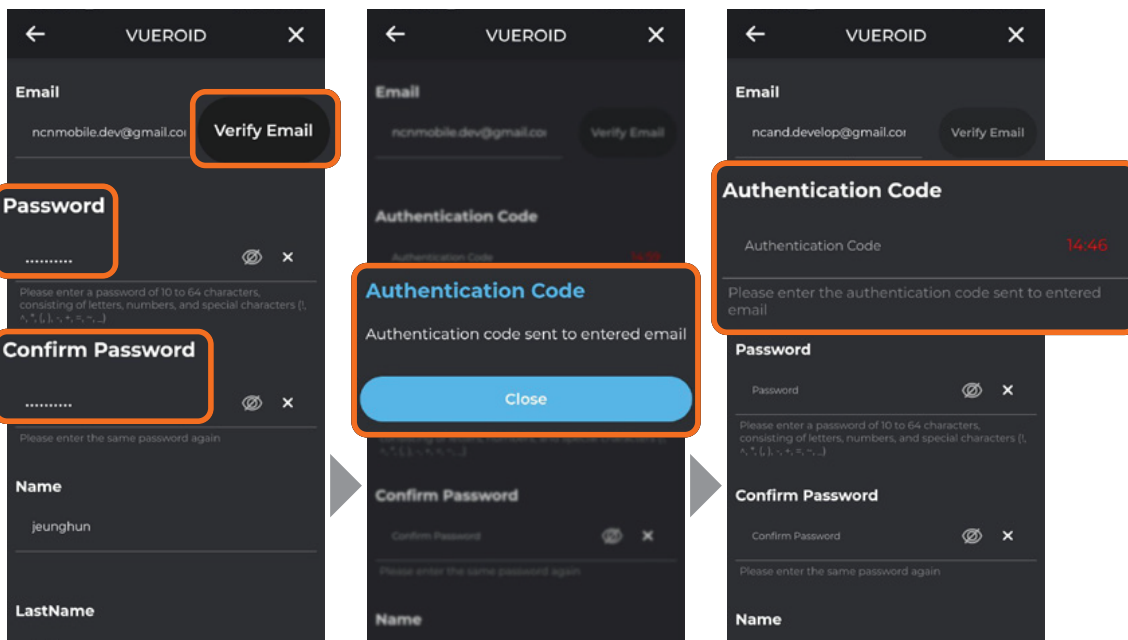 VUEROID
Email
ncnmobile.dev@gmail.co
Verify Email
Password
..........
Please enter a password of 10 to 64 characters,
consisting of letters, numbers, and special characters (!,
^, *, (, ), -, +, =, ~, _)
Confirm Password
..........
Please enter the same password again
Name
jeunghun
LastName
VUEROID
Email
ncnmobile.dev@gmail.co
Verify Email
Authentication Code
Authentication Code
Authentication Code
Authentication code sent to entered email
Close
Confirm Password
Confirm Password
Please enter the same password again
Name
VUEROID
Email
ncand.develop@gmail.cor
Verify Email
Authentication Code
Authentication Code 14:46
Please enter the authentication code sent to entered
email
Password
Password
Please enter a password of 10 to 64 characters,
consisting of letters, numbers, and special characters (!,
^, *, (, ), -, +, =, ~, _)
Confirm Password
Confirm Password
Please enter the same password again
Name